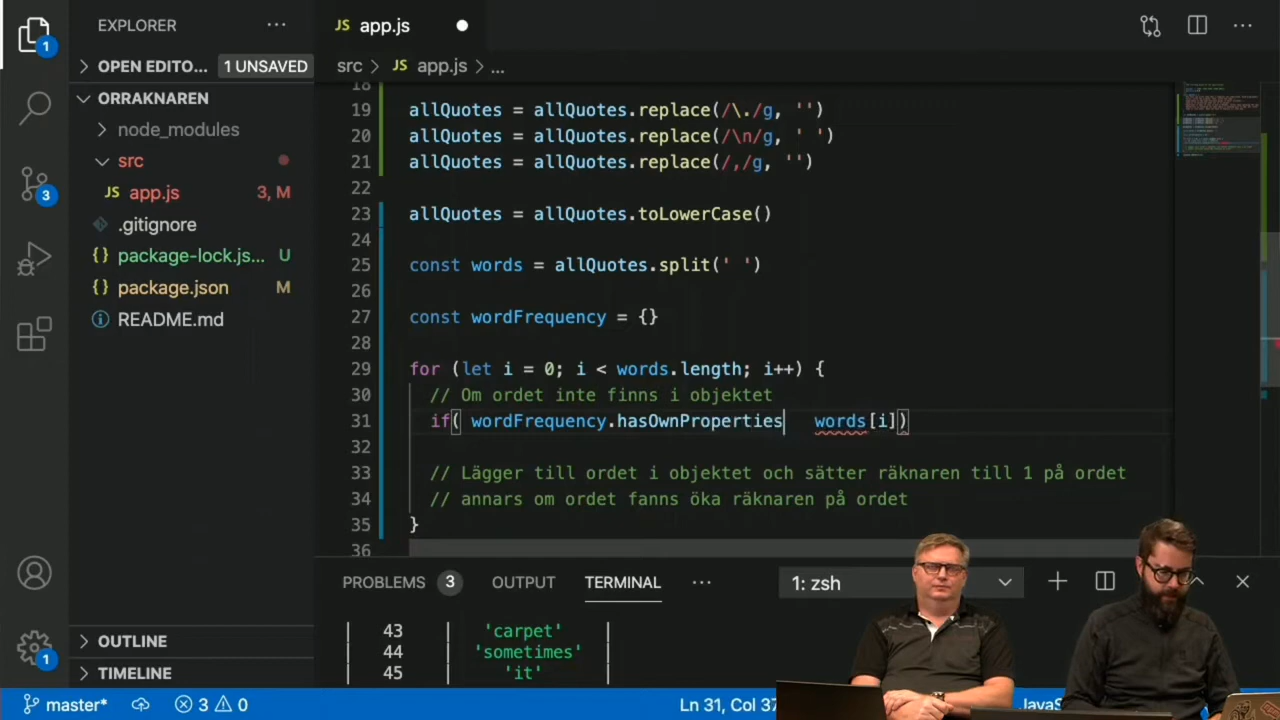 EXPLORER
···
JS app.js
OPEN EDITO... 1 UNSAVED
src > JS app.js > ...
ORRAKNAREN
node_modules
src
JS app.js 3, M
.gitignore
{} package-lock.js... U
{} package.json M
README.md
OUTLINE
TIMELINE
1
3
1
18
19 allQuotes = allQuotes.replace(/\./g, '')
20 allQuotes = allQuotes.replace(/\n/g, ' ')
21 allQuotes = allQuotes.replace(/,/g, '')
22
23 allQuotes = allQuotes.toLowerCase()
24
25 const words = allQuotes.split(' ')
26
27 const wordFrequency = {}
28
29 for (let i = 0; i < words.length; i++) {
30 // Om ordet inte finns i objektet
31 if( wordFrequency.hasOwnProperties words[i])
32
33 // Lägger till ordet i objektet och sätter räknaren till 1 på ordet
34 // annars om ordet fanns öka räknaren på ordet
35 }
36
PROBLEMS 3 OUTPUT TERMINAL ··· 1: zsh
| 43 | 'carpet' |
| 44 | 'sometimes' |
| 45 | 'it' |
master* 3 0 Ln 31, Col 37 JavaS